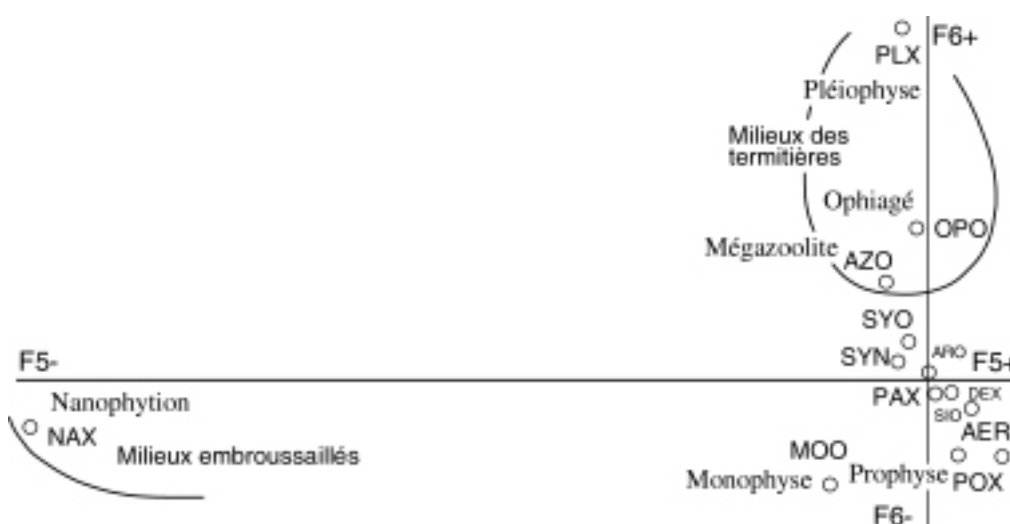 F6+
PLX
Pléiophyse
Milieux des
termitières
Ophiagé
OPO
Mégazoolite
AZO
SYO
SYN
ARO
F5-
F5+
Nanophytion
PAX
DEX
SIO
NAX
AER
Milieux embroussaillés
MOO
Monophyse
Prophyse
POX
F6-